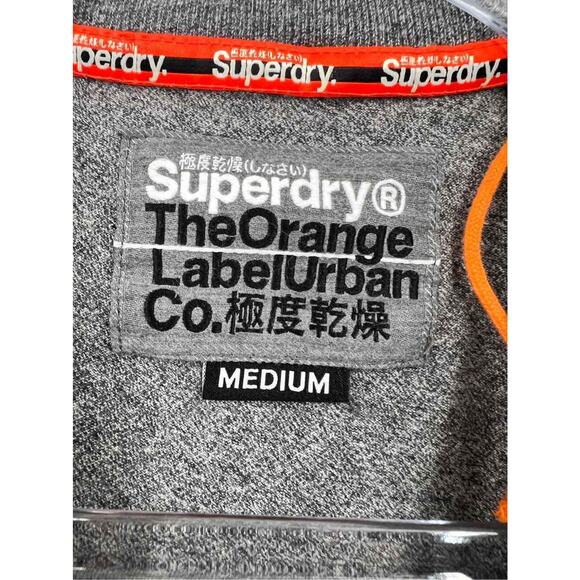 極度乾燥(しなさい) 極度乾燥(しなさい) 極度乾燥(しなさい)
Superdry. Superdry. Superdry.
極度乾燥(しなさい)
Superdry®
TheOrange
LabelUrban
Co.極度乾燥
MEDIUM